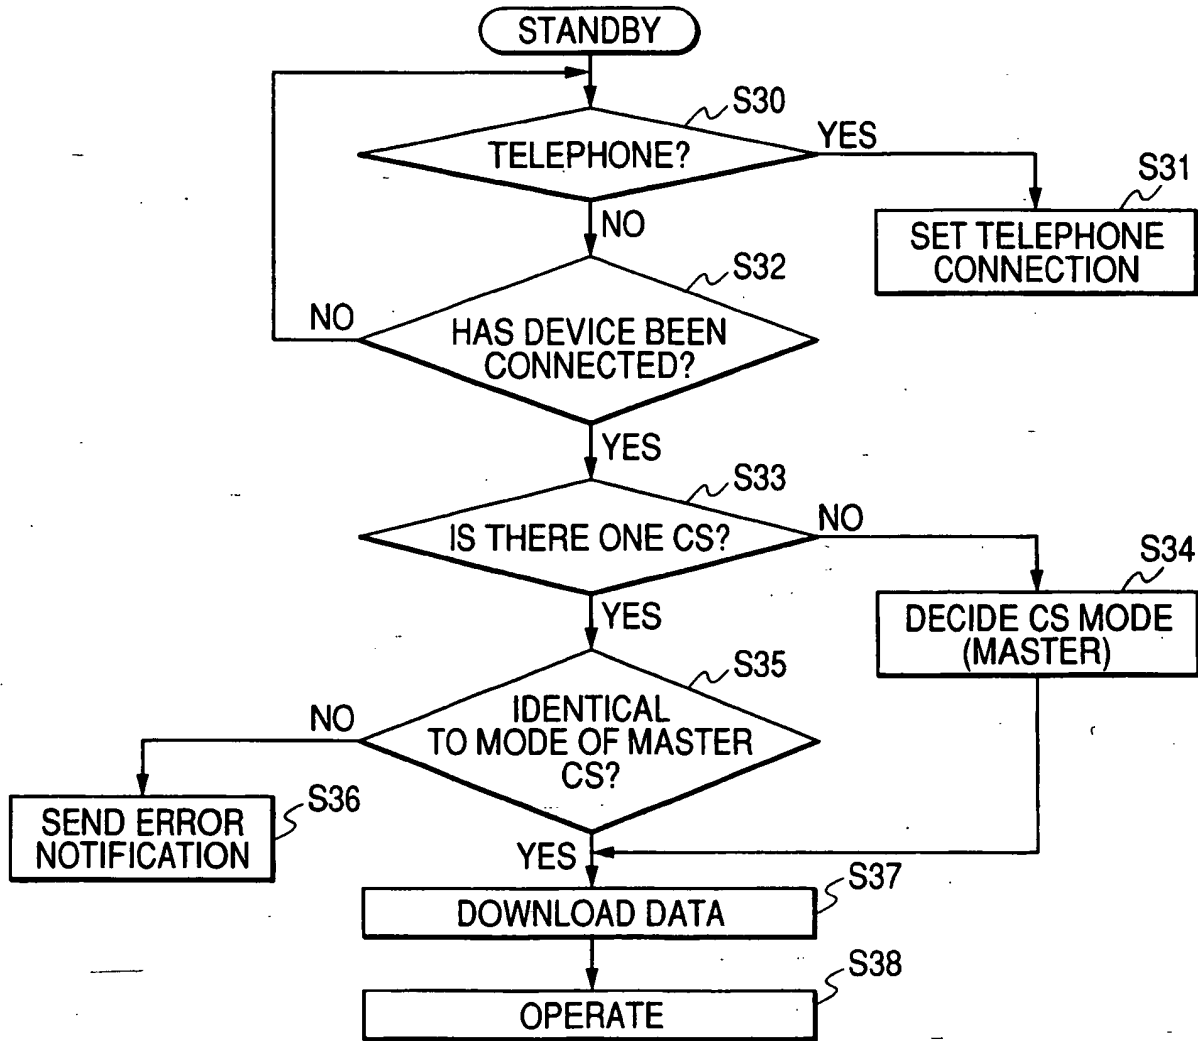 STANDBY
S30
TELEPHONE?
YES
S31
SET TELEPHONE
CONNECTION
NO
S32
NO
HAS DEVICE BEEN
CONNECTED?
YES
S33
IS THERE ONE CS?
NO
S34
DECIDE CS MODE
(MASTER)
YES
S35
NO
IDENTICAL
TO MODE OF MASTER
CS?
S36
SEND ERROR
NOTIFICATION
YES
S37
DOWNLOAD DATA
S38
OPERATE